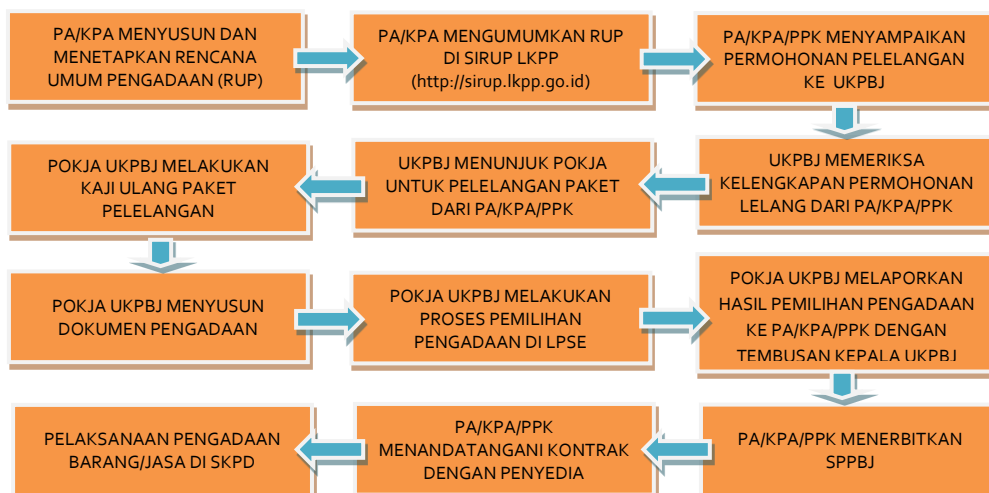 PA/KPA MENYUSUN DAN
MENETAPKAN RENCANA
UMUM PENGADAAN (RUP)
PA/KPA MENGUMUMKAN RUP
DI SIRUP LKPP
(http://sirup.lkpp.go.id)
PA/KPA/PPK MENYAMPAIKAN
PERMOHONAN PELELANGAN
KE UKPBJ
UKPBJ MEMERIKSA
KELENGKAPAN PERMOHONAN
LELANG DARI PA/KPA/PPK
UKPBJ MENUNJUK POKJA
UNTUK PELELANGAN PAKET
DARI PA/KPA/PPK
POKJA UKPBJ MELAKUKAN
KAJI ULANG PAKET
PELELANGAN
POKJA UKPBJ MENYUSUN
DOKUMEN PENGADAAN
POKJA UKPBJ MELAKUKAN
PROSES PEMILIHAN
PENGADAAN DI LPSE
POKJA UKPBJ MELAPORKAN
HASIL PEMILIHAN PENGADAAN
KE PA/KPA/PPK DENGAN
TEMBUSAN KEPALA UKPBJ
PA/KPA/PPK MENERBITKAN
SPPBJ
PA/KPA/PPK
MENANDATANGANI KONTRAK
DENGAN PENYEDIA
PELAKSANAAN PENGADAAN
BARANG/JASA DI SKPD